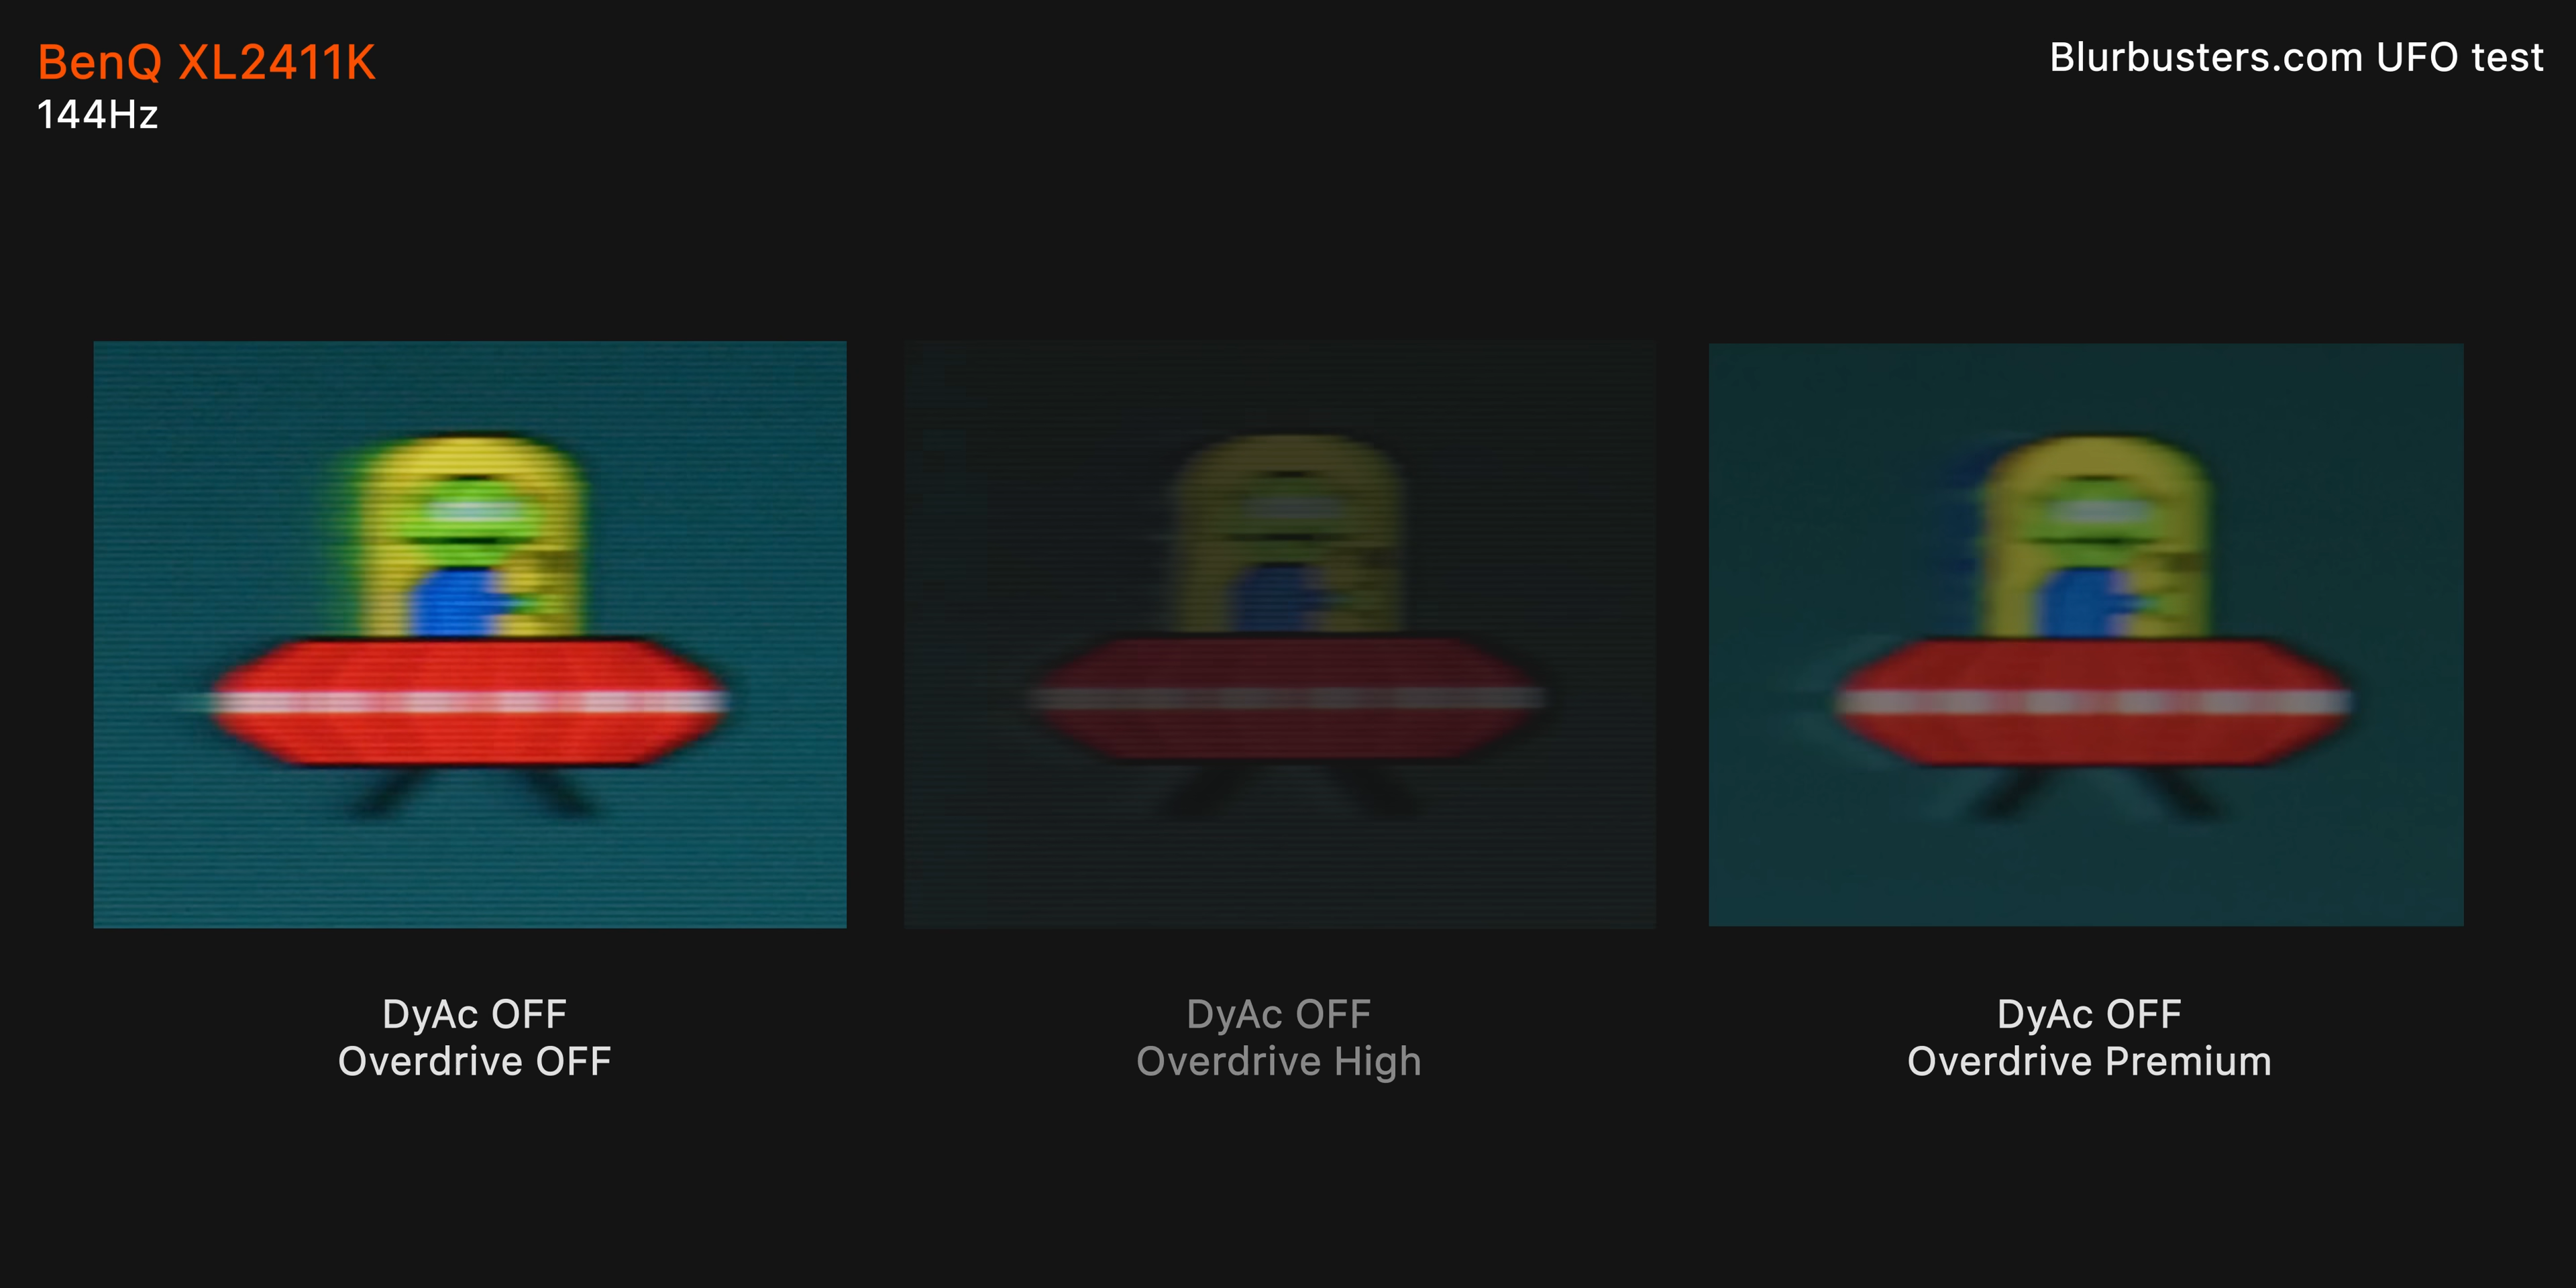 BenQ XL2411K
144Hz
Blurbusters.com UFO test
DyAc OFF
Overdrive OFF
DyAc OFF
Overdrive High
DyAc OFF
Overdrive Premium